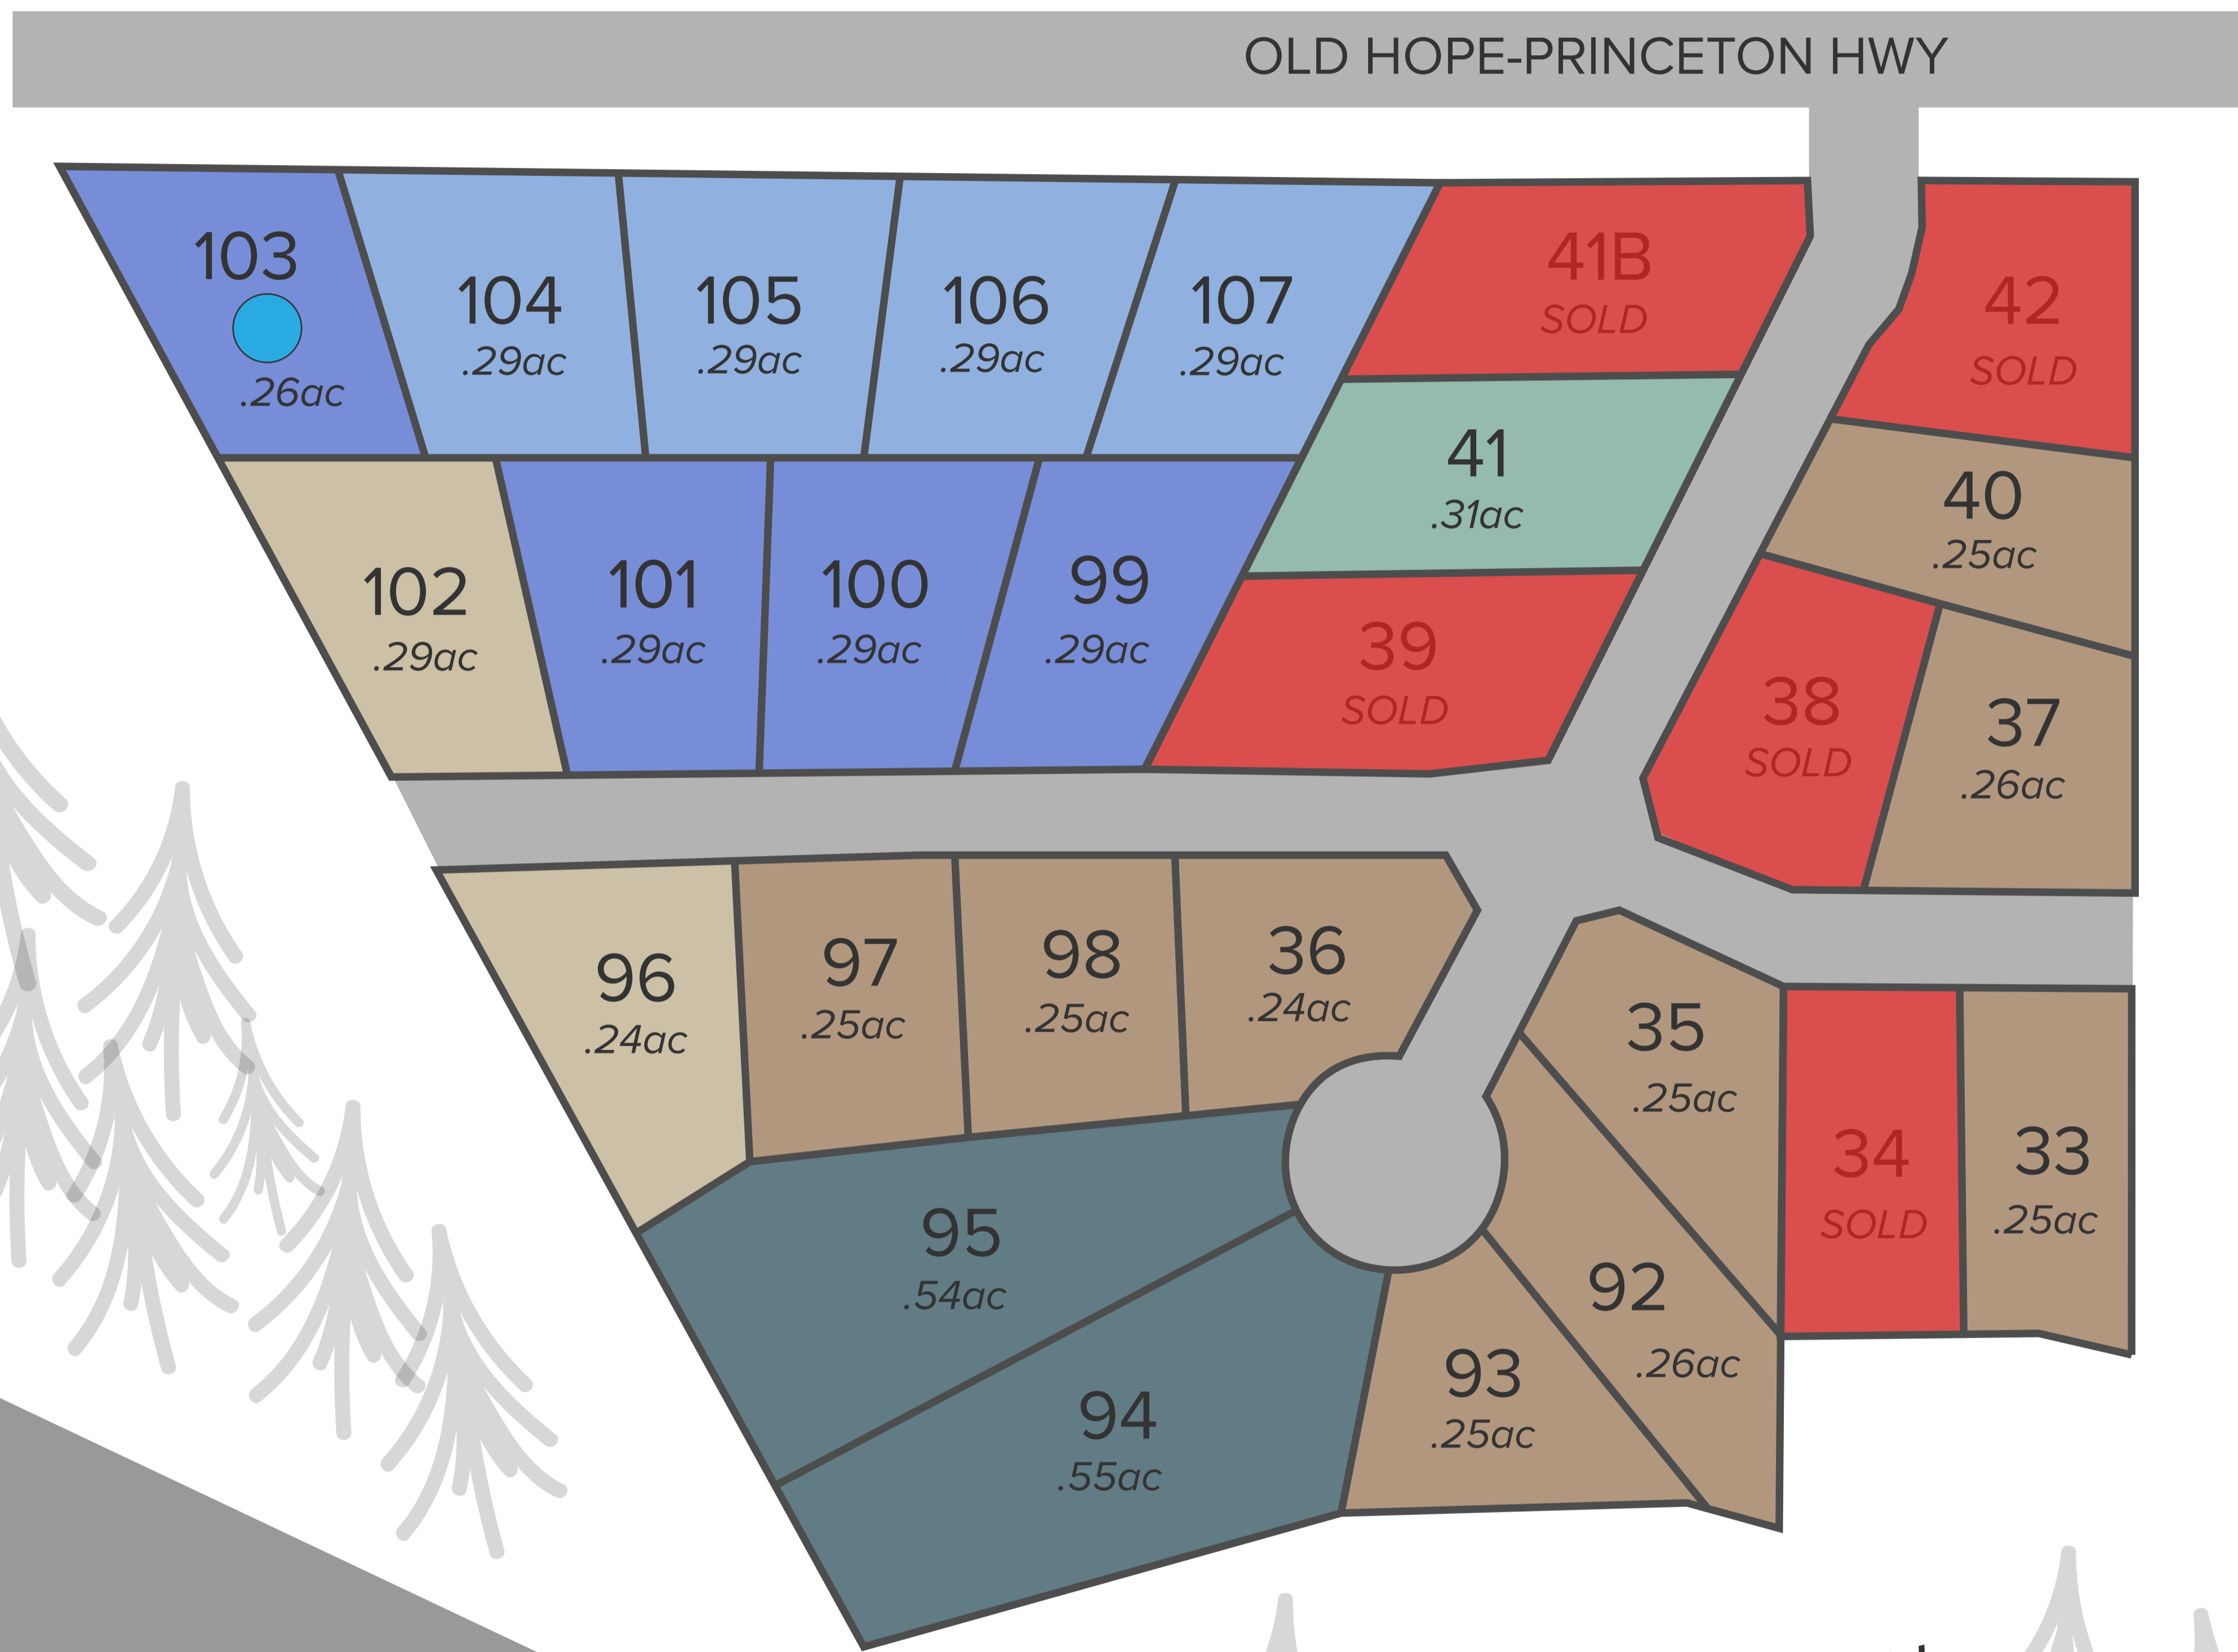 OLD HOPE-PRINCETON HWY
103
.26ac
104
.29ac
105
.29ac
106
.29ac
107
.29ac
41B
SOLD
42
SOLD
41
.31ac
40
.25ac
102
.29ac
101
.29ac
100
.29ac
99
.29ac
39
SOLD
38
SOLD
37
.26ac
96
.24ac
97
.25ac
98
.25ac
36
.24ac
35
.25ac
34
SOLD
33
.25ac
95
.54ac
94
.55ac
93
.25ac
92
.26ac